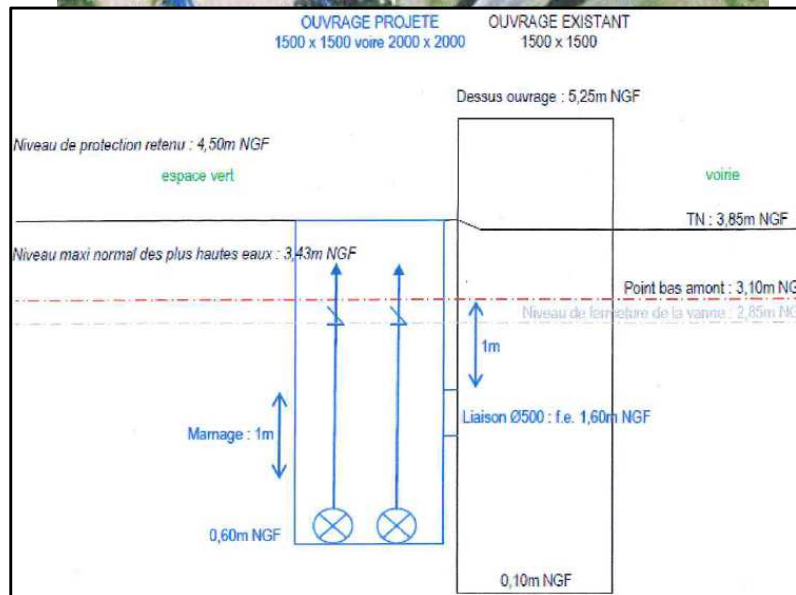 OUVRAGE PROJETE
1500 x 1500 voire 2000 x 2000
OUVRAGE EXISTANT
1500 x 1500
Dessus ouvrage : 5,25m NGF
Niveau de protection retenu : 4,50m NGF
espace vert
voirie
TN : 3,85m NGF
Niveau maxi normal des plus hautes eaux : 3,43m NGF
Point bas amont : 3,10m NG
Niveau de fermeture de la vanne : 2,85m NG
1m
Marnage : 1m
Liaison Ø500 : f.e. 1,60m NGF
0,60m NGF
0,10m NGF